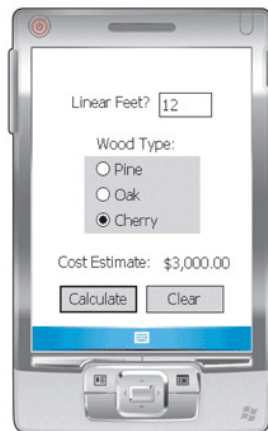 Linear Feet? 12
Wood Type:
Pine
Oak
Cherry
Cost Estimate: $3,000.00
Calculate Clear